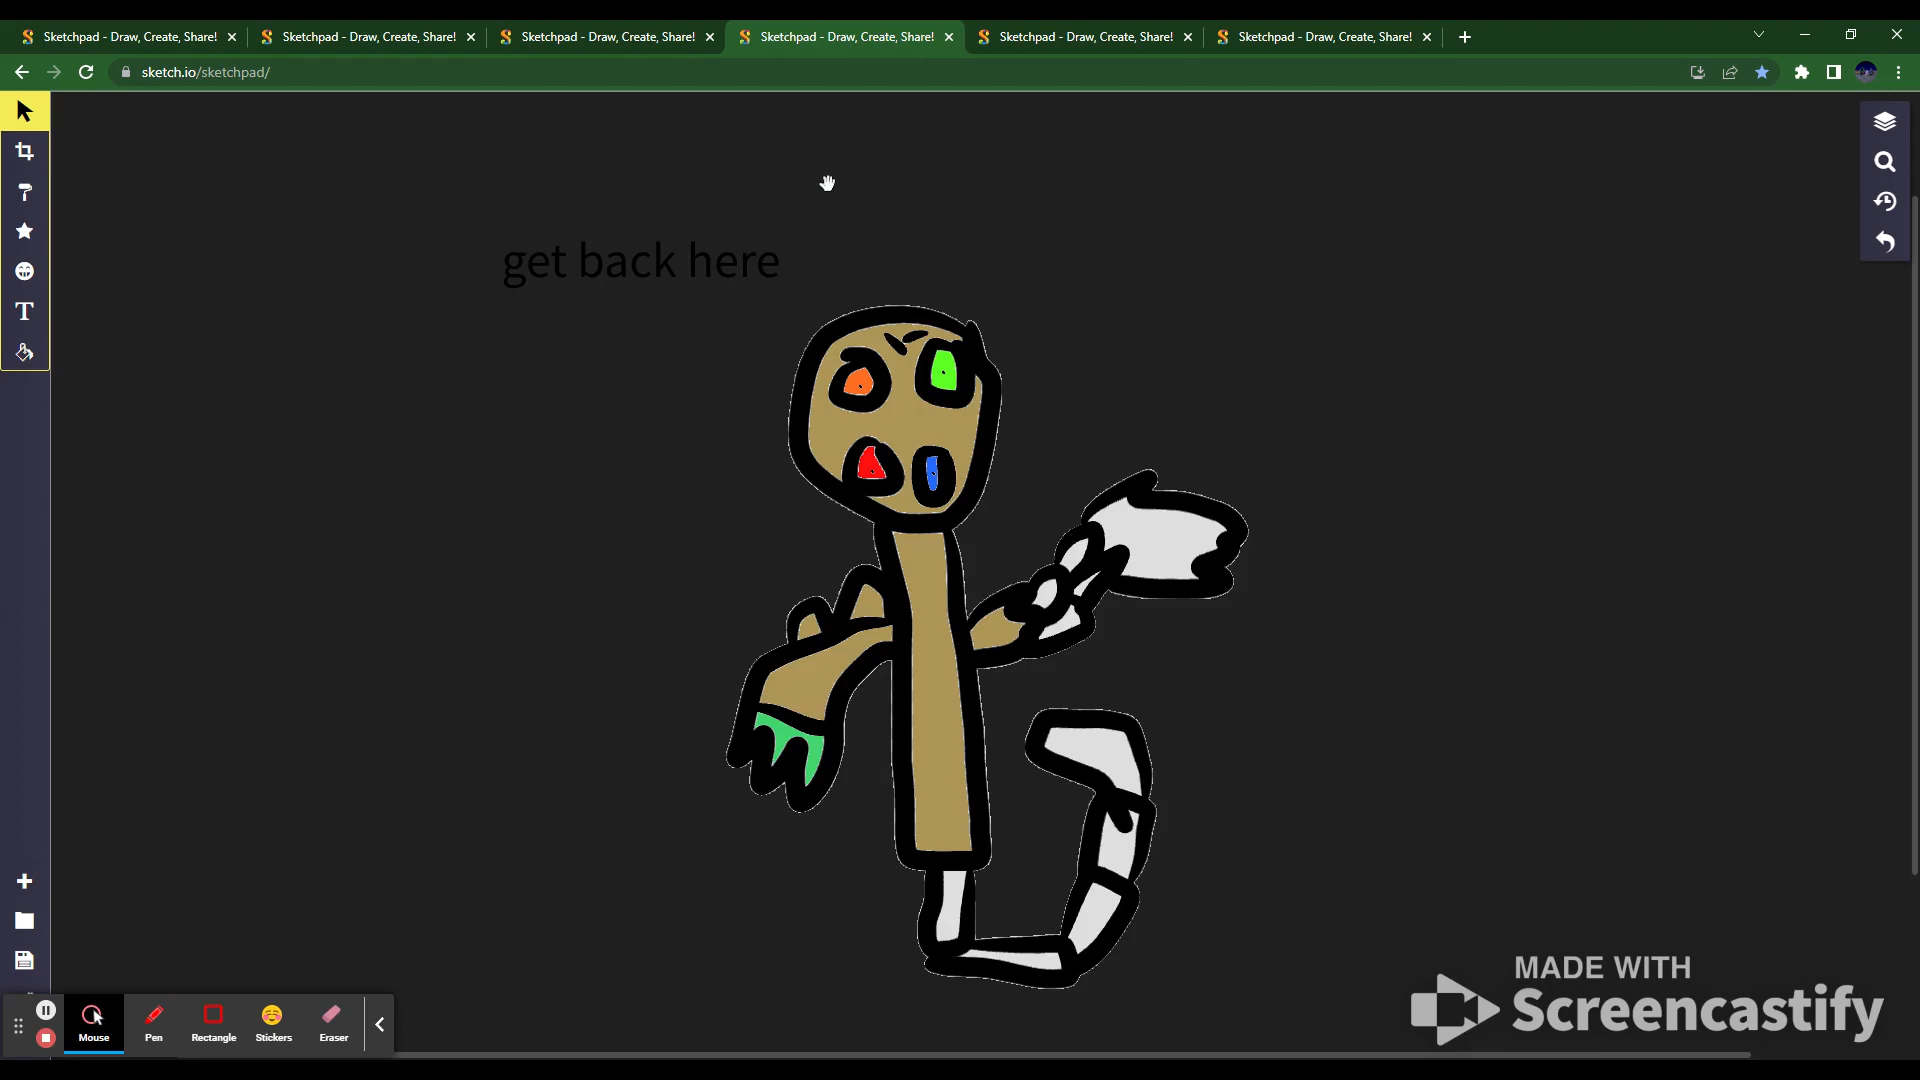 Sketchpad - Draw, Create, Share!
Sketchpad - Draw, Create, Share!
Sketchpad - Draw, Create, Share!
Sketchpad - Draw, Create, Share!
Sketchpad - Draw, Create, Share!
Sketchpad - Draw, Create, Share!
sketch.io/sketchpad/
get back here
T
MADE WITH
Screencastify
Mouse
Pen
Rectangle
Stickers
Eraser